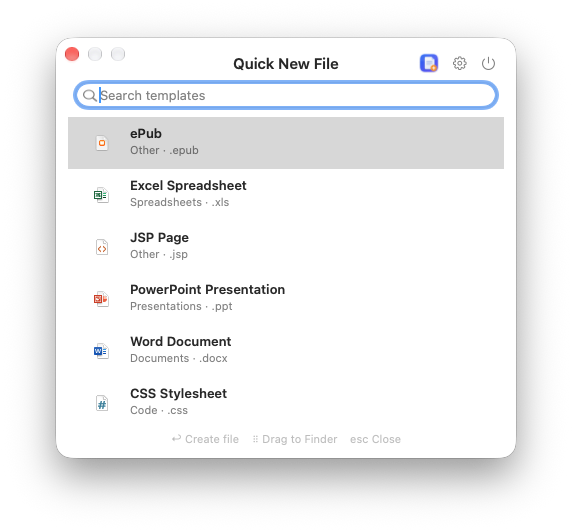 Quick New File
Search templates
ePub
Other · .epub
Excel Spreadsheet
Spreadsheets · .xls
JSP Page
Other · .jsp
PowerPoint Presentation
Presentations · .ppt
Word Document
Documents · .docx
CSS Stylesheet
Code · .css
↩ Create file ⠿ Drag to Finder esc Close